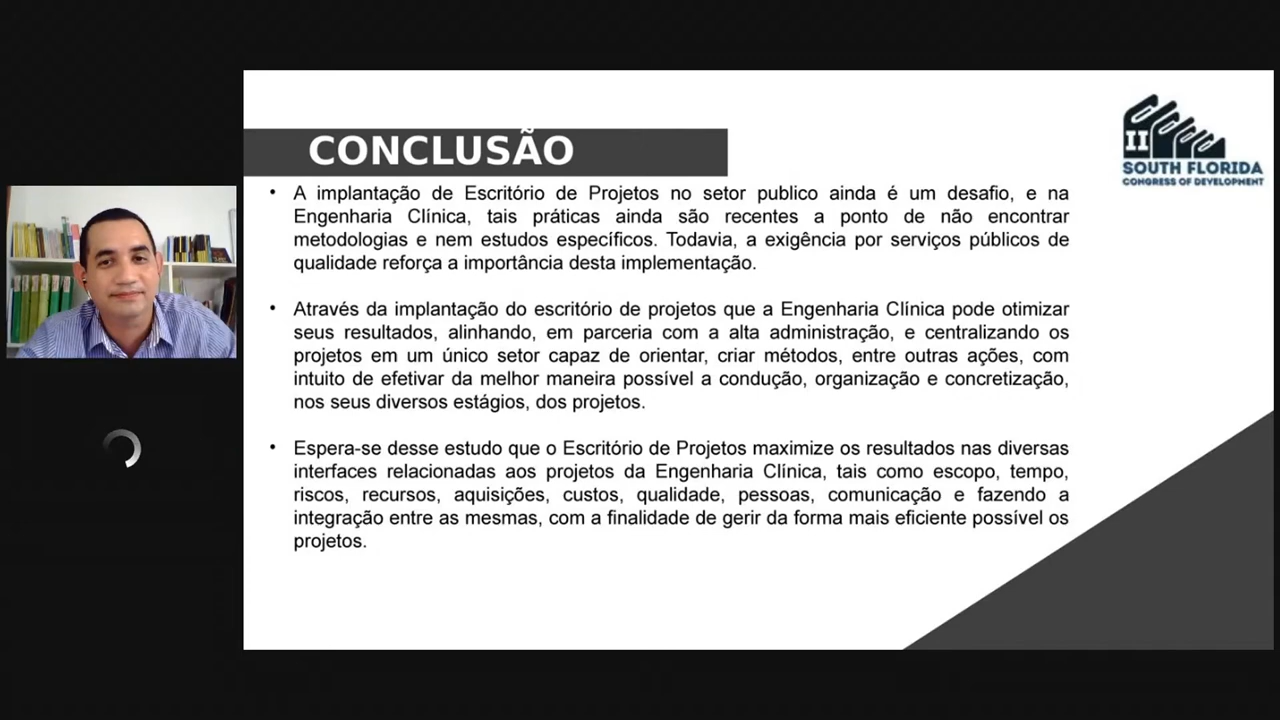 CONCLUSÃO
II
SOUTH FLORIDA
CONGRESS OF DEVELOPMENT
• A implantação de Escritório de Projetos no setor publico ainda é um desafio, e na
Engenharia Clínica, tais práticas ainda são recentes a ponto de não encontrar
metodologias e nem estudos específicos. Todavia, a exigência por serviços públicos de
qualidade reforça a importância desta implementação.
• Através da implantação do escritório de projetos que a Engenharia Clínica pode otimizar
seus resultados, alinhando, em parceria com a alta administração, e centralizando os
projetos em um único setor capaz de orientar, criar métodos, entre outras ações, com
intuito de efetivar da melhor maneira possível a condução, organização e concretização,
nos seus diversos estágios, dos projetos.
• Espera-se desse estudo que o Escritório de Projetos maximize os resultados nas diversas
interfaces relacionadas aos projetos da Engenharia Clínica, tais como escopo, tempo,
riscos, recursos, aquisições, custos, qualidade, pessoas, comunicação e fazendo a
integração entre as mesmas, com a finalidade de gerir da forma mais eficiente possível os
projetos.